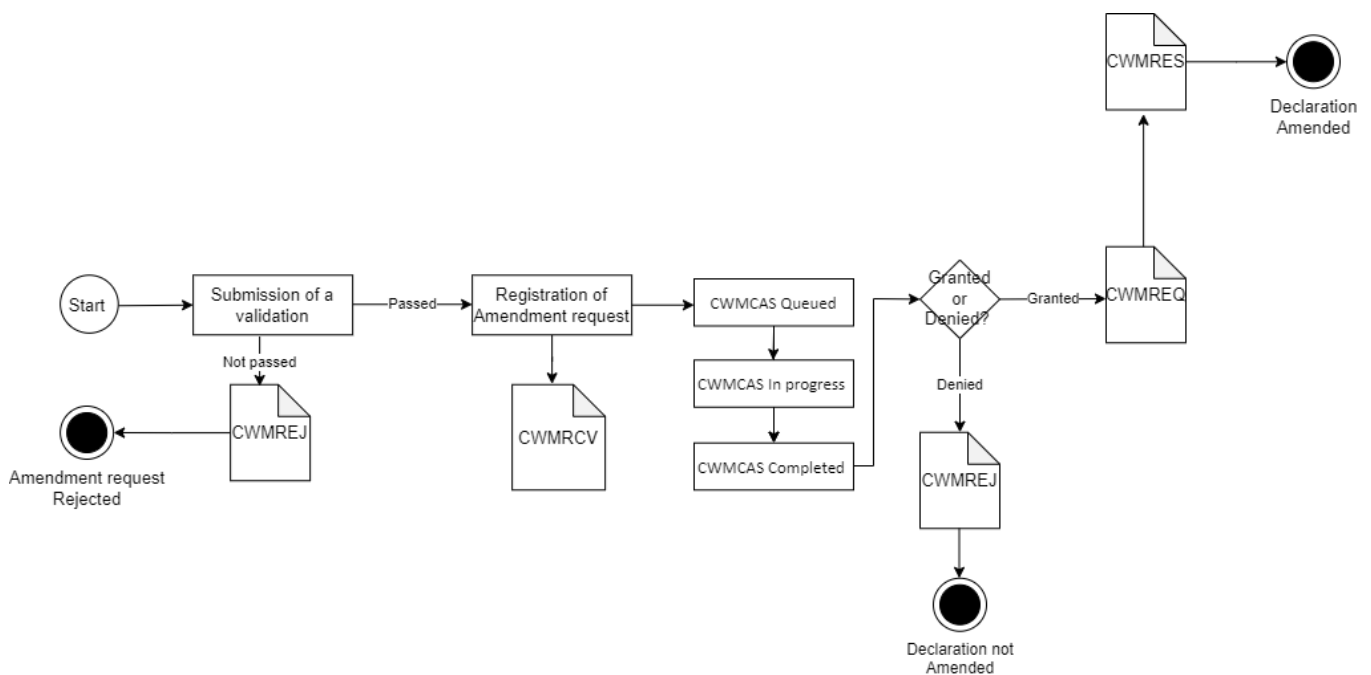 CWMRES
Declaration
Amended
Start
Submission of a
validation
Passed
Registration of
Amendment request
CWMCAS Queued
Granted
or
Denied?
Granted
CWMREQ
Not passed
CWMCAS In progress
Denied
CWMREJ
CWMRCV
CWMCAS Completed
CWMREJ
Amendment request
Rejected
Declaration not
Amended